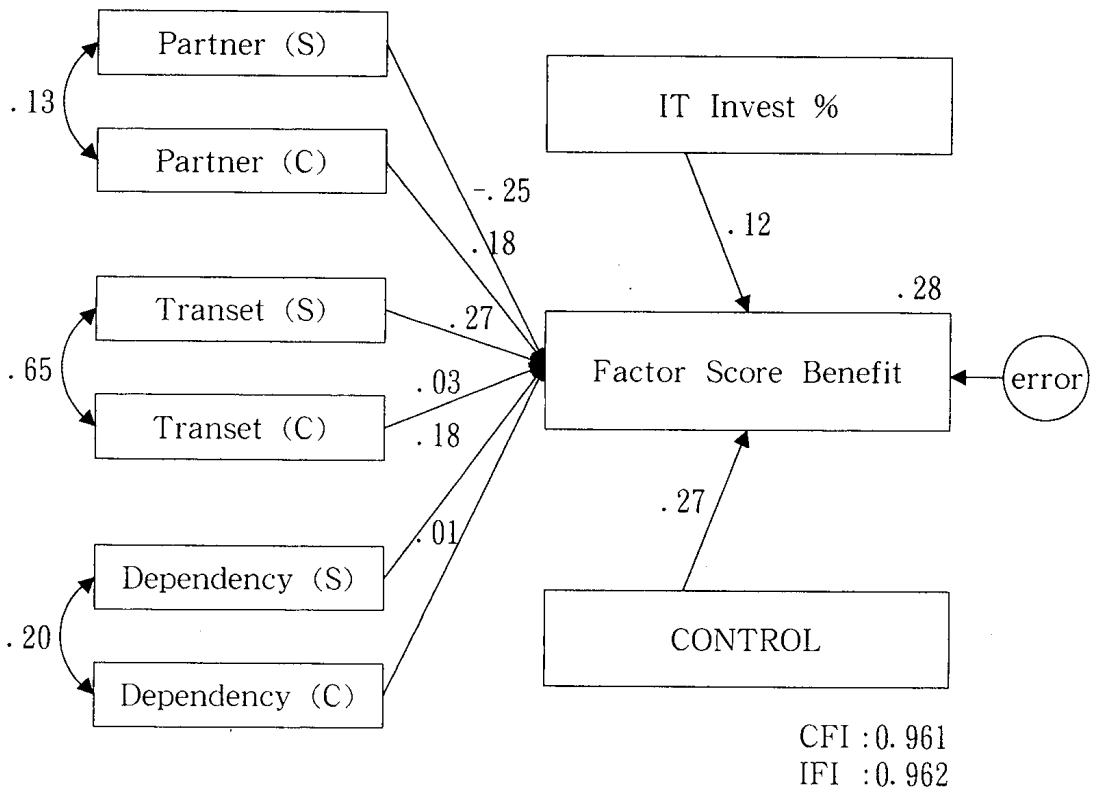 Partner (S)
.13
Partner (C)
IT Invest %
-.25
.18
.12
Transet (S)
.27
.28
.65
Factor Score Benefit
error
.03
Transet (C)
.18
.27
.01
Dependency (S)
.20
CONTROL
Dependency (C)
CFI :0.961
IFI :0.962